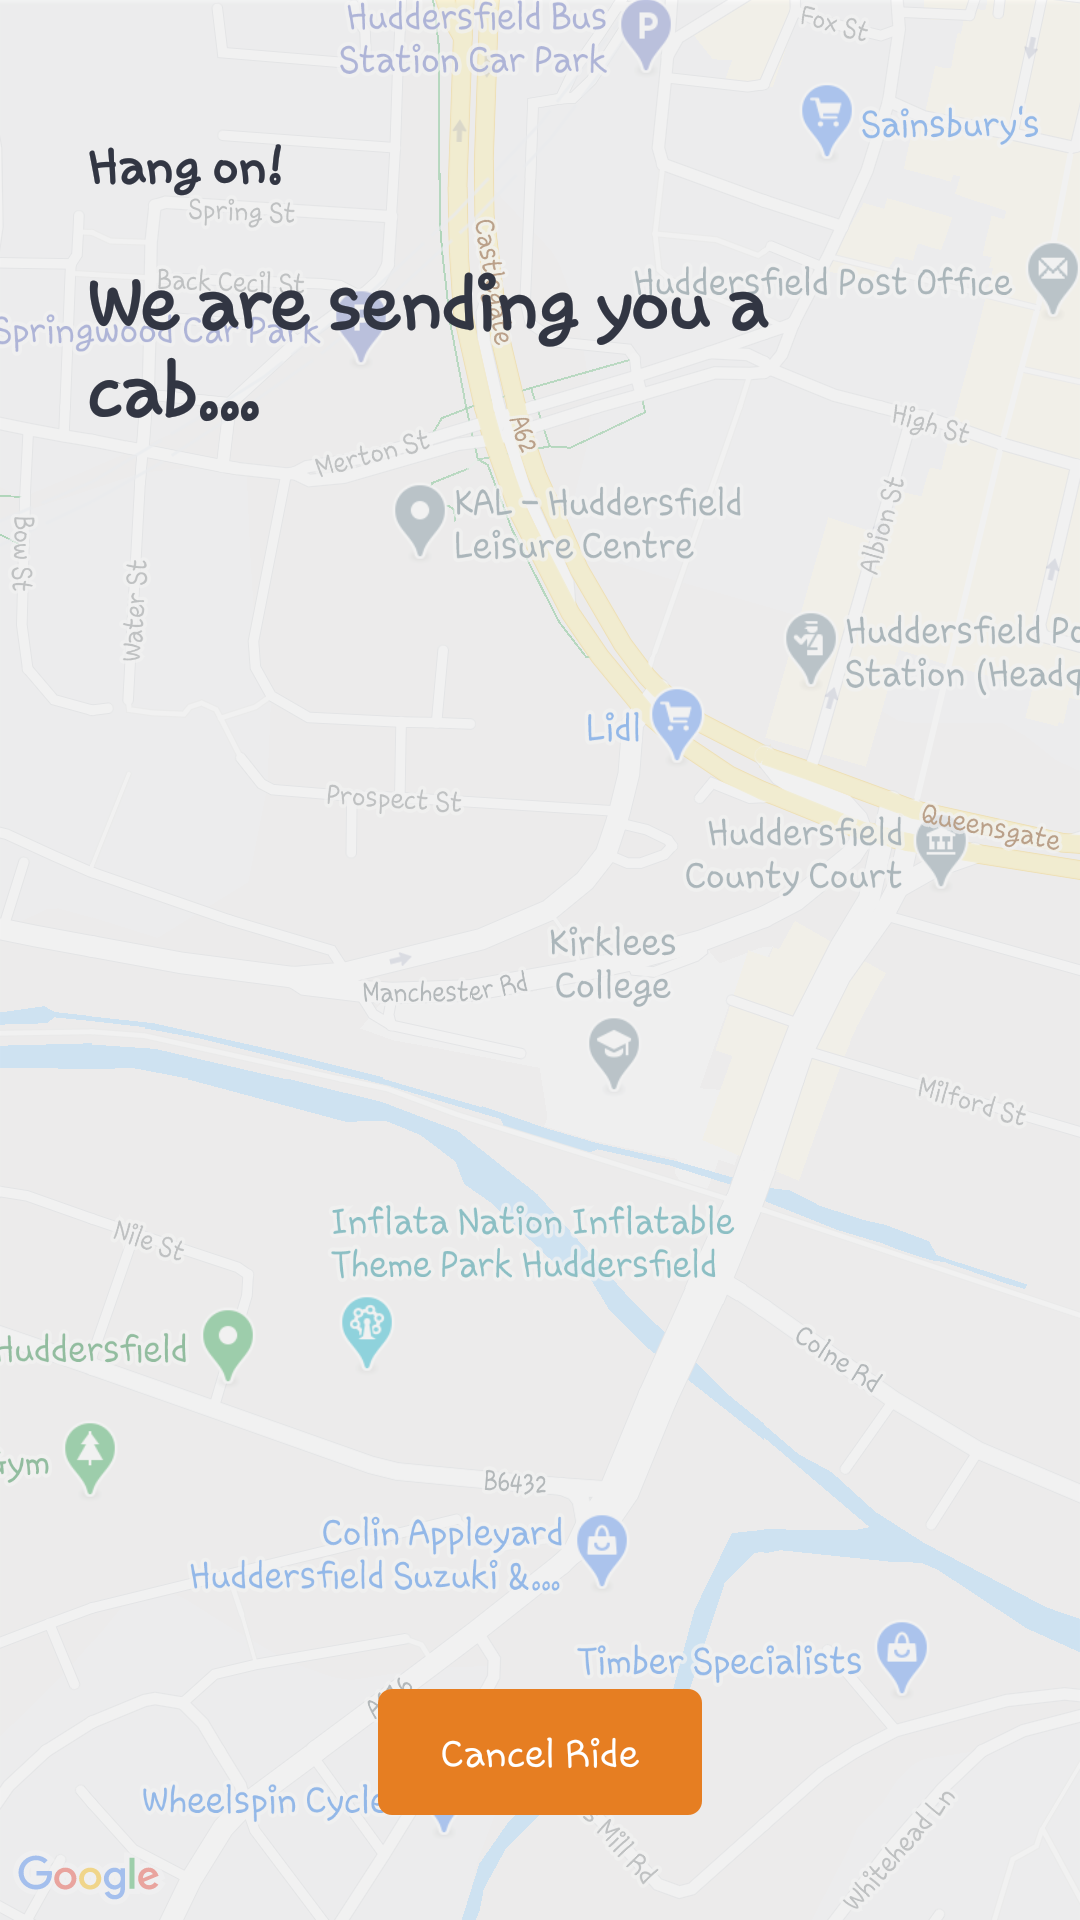 Huddersfield Bus
Station Car Park
Fox St
Sainsbury's
Hang on!
Spring St
Castlegate
Back Cecil St
Huddersfield Post Office
We are sending you a
cab...
Springwood Car Park
A62
High St
Merton St
KAL - Huddersfield
Leisure Centre
Albion St
Bow St
Water St
Huddersfield Po
Station (Headq
Lidl
Prospect St
Queensgate
Huddersfield
County Court
Kirklees
College
Manchester Rd
Milford St
Inflata Nation Inflatable
Theme Park Huddersfield
Nile St
Huddersfield
Colne Rd
Gym
B6432
Colin Appleyard
Huddersfield Suzuki &...
Timber Specialists
Cancel Ride
Wheelspin Cycle
s Mill Rd
Whitehead Ln
Google